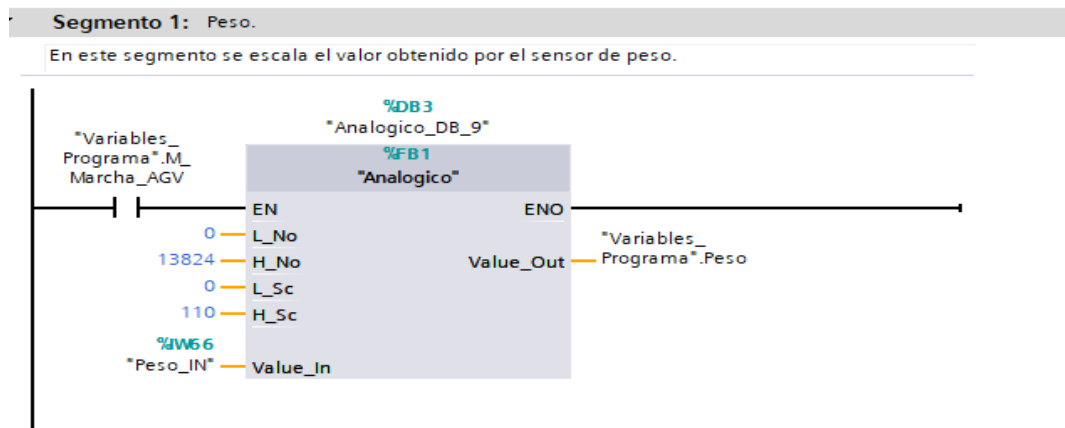 Segmento 1: Peso.
En este segmento se escala el valor obtenido por el sensor de peso.
%DB3
"Analogico_DB_9"
"Variables_
Programa".M_
Marcha_AGV
%FB1
"Analogico"
EN
ENO
0
L_No
13824
H_No
0
L_Sc
110
H_Sc
%IW66
"Peso_IN"
Value_In
Value_Out
"Variables_
Programa".Peso